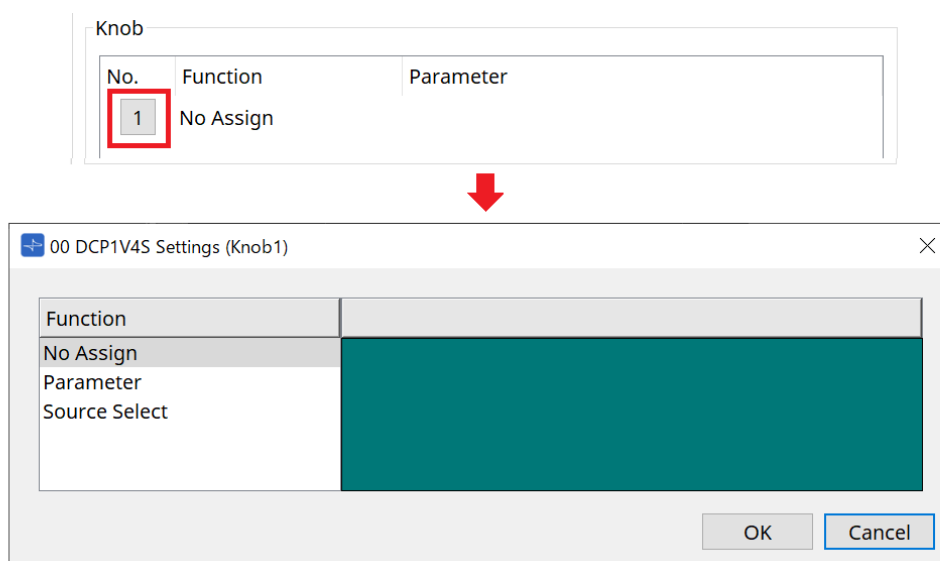 Knob
No. Function Parameter
1 No Assign
00 DCP1V4S Settings (Knob1)
Function
No Assign
Parameter
Source Select
OK Cancel